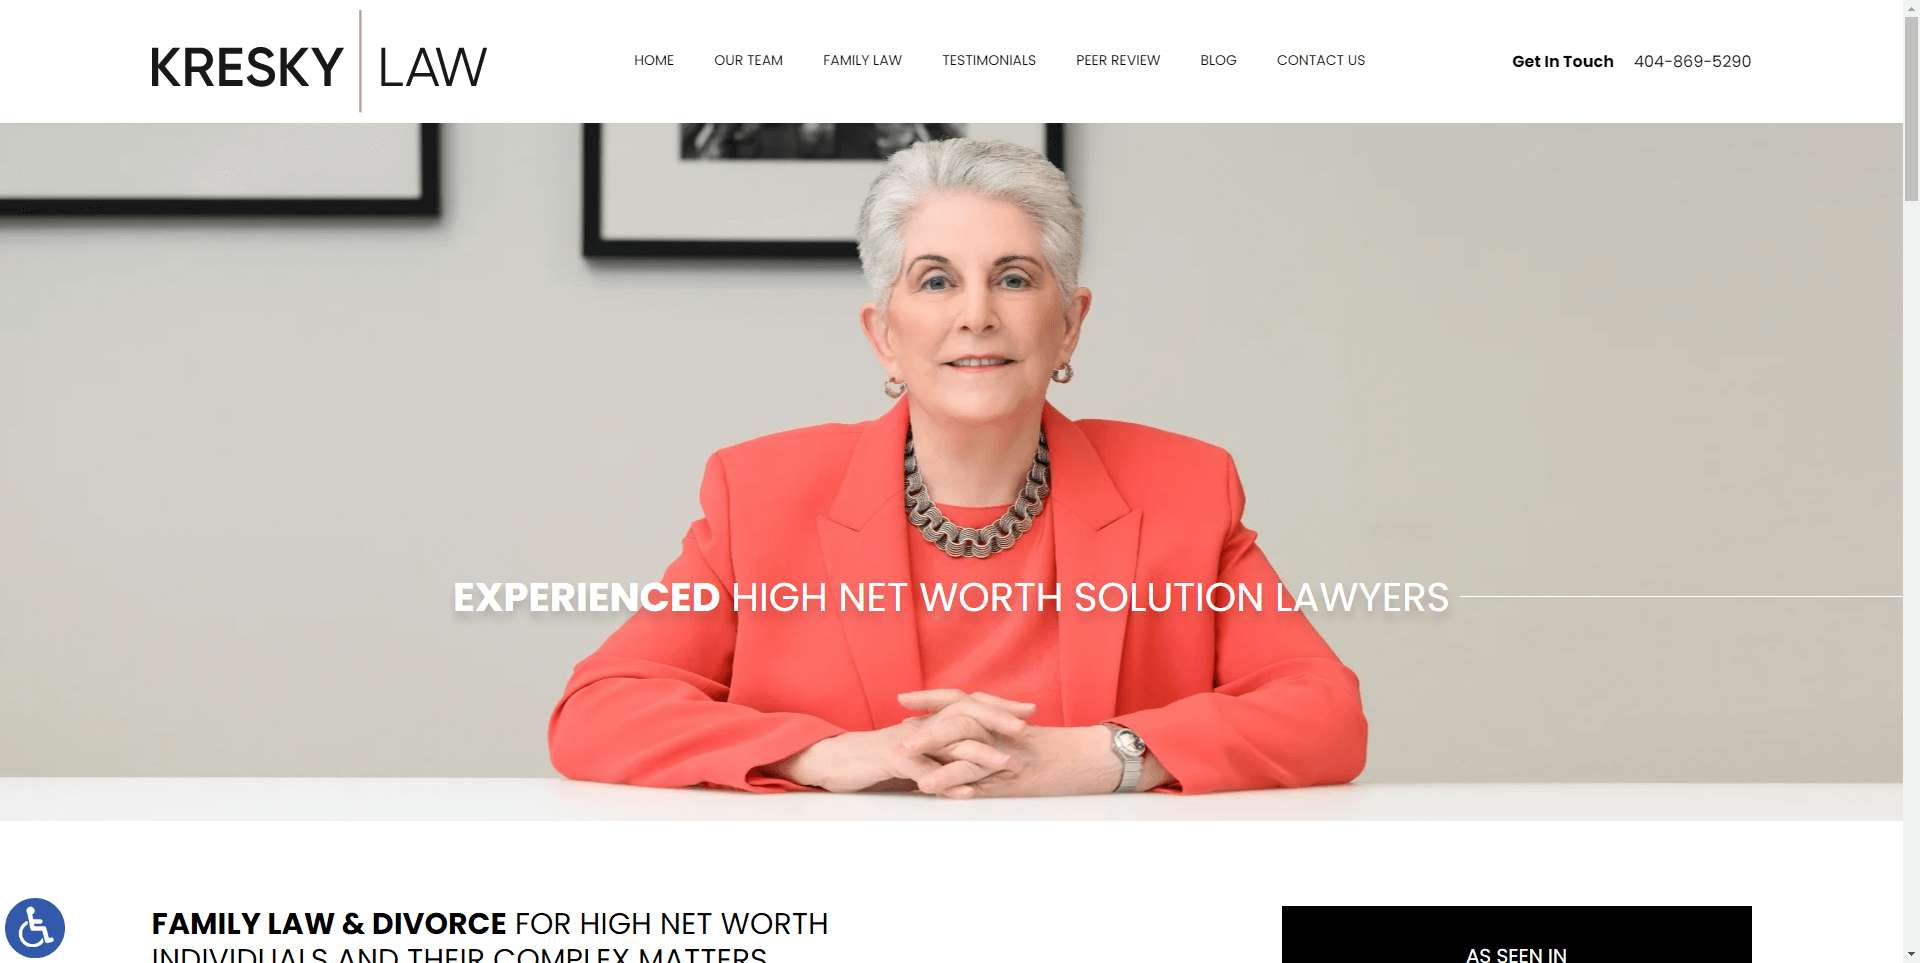 KRESKY LAW
HOME OUR TEAM FAMILY LAW TESTIMONIALS PEER REVIEW BLOG CONTACT US
Get In Touch 404-869-5290
EXPERIENCED HIGH NET WORTH SOLUTION LAWYERS
FAMILY LAW & DIVORCE FOR HIGH NET WORTH
INDIVIDUALS AND THEIR COMPLEX MATTERS
AS SEEN IN